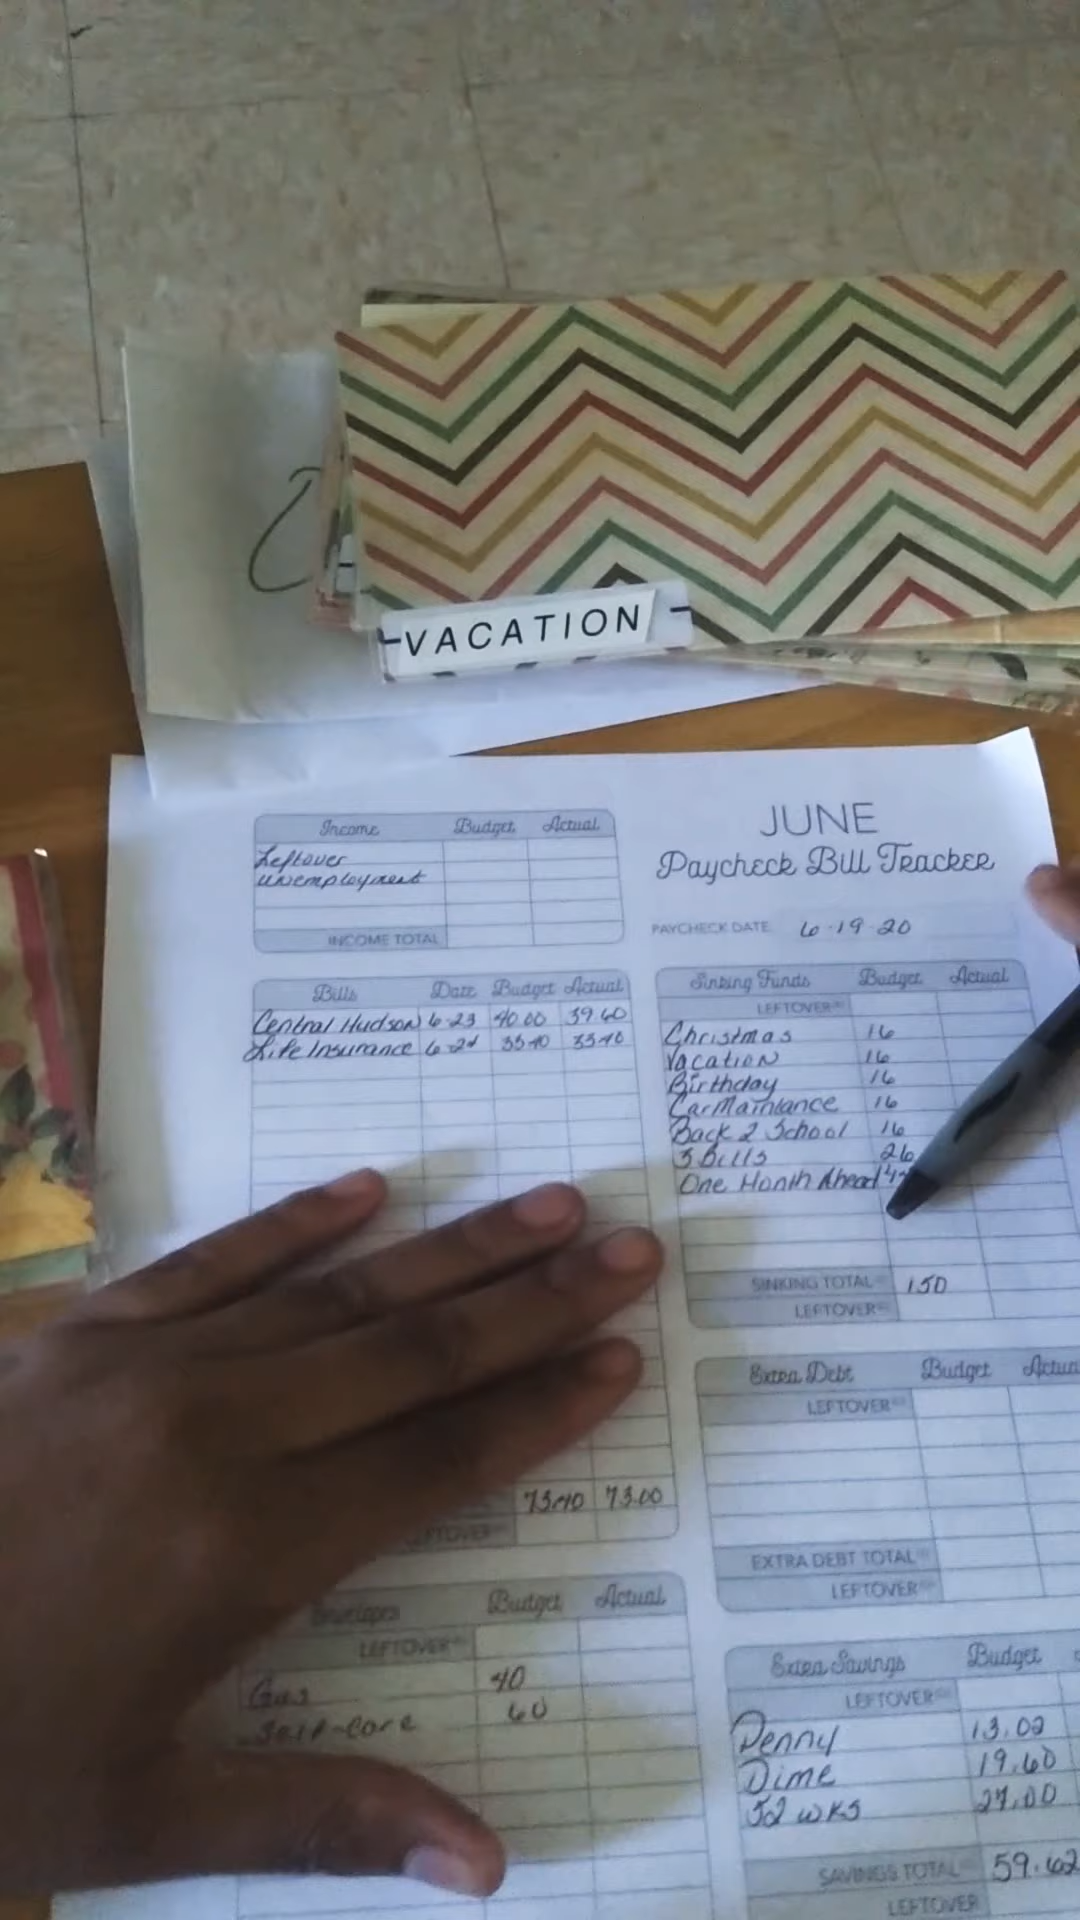 -VACATION-
Income Budget Actual
Leftover
unemployment
INCOME TOTAL
JUNE
Paycheck Bill Tracker
PAYCHECK DATE 6.19.20
Bills Date Budget Actual
Central Hudson 6-23 40.00 39.60
Life Insurance 6-24 33.40 33.40
73.40 73.00
Sinking Funds Budget Actual
LEFTOVER
Christmas 16
Vacation 16
Birthday 16
Car Maintance 16
Back 2 School 16
3 Bills 26
One Month Ahead
SINKING TOTAL 150
LEFTOVER
Extra Debt Budget Actual
LEFTOVER
EXTRA DEBT TOTAL
LEFTOVER
Envelopes Budget Actual
LEFTOVER
Gas 40
Self-Care 60
Extra Savings Budget
LEFTOVER
Penny 13.02
Dime 19.60
52 wks 27.00
SAVINGS TOTAL 59.62
LEFTOVER